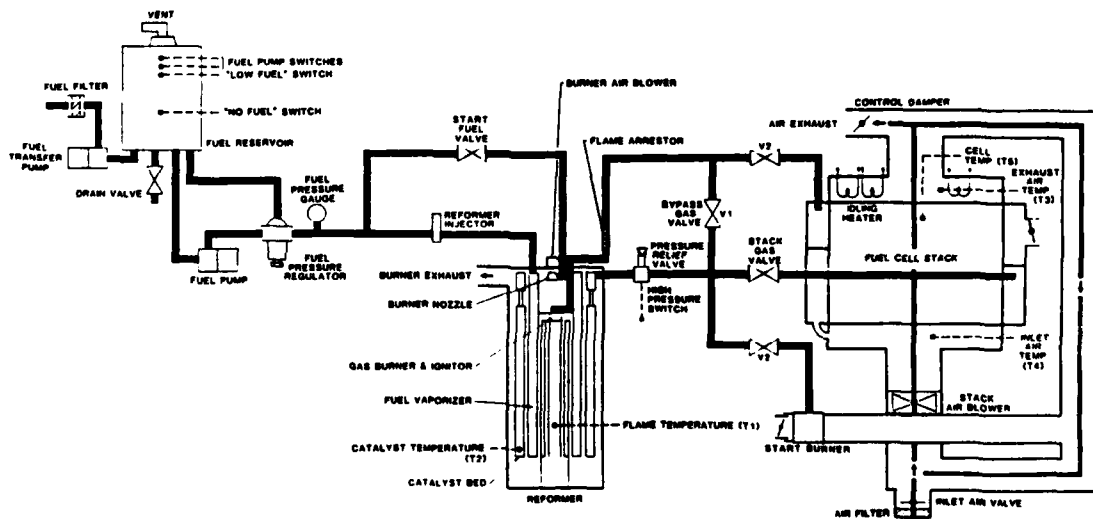 VENT
FUEL PUMP SWITCHES
"LOW FUEL" SWITCH
FUEL FILTER
"NO FUEL" SWITCH
FUEL
TRANSFER
PUMP
FUEL RESERVOIR
DRAIN VALVE
FUEL
PRESSURE
GAUGE
FUEL PUMP
FUEL
PRESSURE
REGULATOR
START
FUEL
VALVE
REFORMER
INJECTOR
BURNER AIR BLOWER
FLAME ARRESTOR
BURNER EXHAUST
BURNER NOZZLE
GAS BURNER & IGNITOR
FUEL VAPORIZER
FLAME TEMPERATURE (T1)
CATALYST TEMPERATURE
(T2)
CATALYST BED
REFORMER
V2
BYPASS
GAS
VALVE
V1
PRESSURE
RELIEF
VALVE
HIGH
PRESSURE
SWITCH
STACK
GAS
VALVE
V2
CONTROL DAMPER
AIR EXHAUST
CELL
TEMP (T5)
EXHAUST
AIR
TEMP (T3)
IDLING
HEATER
FUEL CELL STACK
INLET
AIR
TEMP
(T4)
STACK
AIR BLOWER
START BURNER
INLET AIR VALVE
AIR FILTER